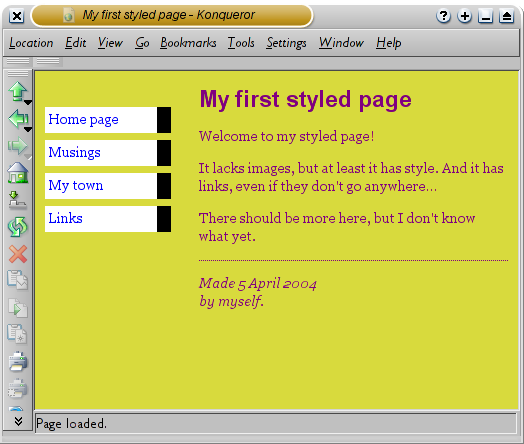 My first styled page - Konqueror
Location Edit View Go Bookmarks Tools Settings Window Help
Home page
Musings
My town
Links
My first styled page
Welcome to my styled page!
It lacks images, but at least it has style. And it has
links, even if they don't go anywhere...
There should be more here, but I don't know
what yet.
Made 5 April 2004
by myself.
Page loaded.